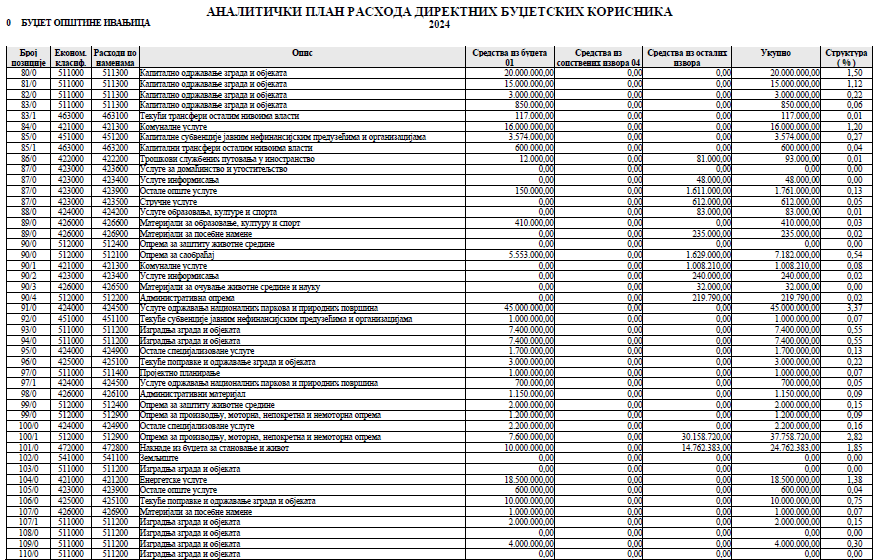 АНАЛИТИЧКИ ПЛАН РАСХОДА ДИРЕКТНИХ БУЏЕТСКИХ КОРИСНИКА
0 БУЏЕТ ОПШТИНЕ ИВАЊИЦА
2024
Број позиције Економ. класиф. Расходи по наменама Опис Средства из буџета 01 Средства из сопствених извора 04 Средства из осталих извора Укупно Структура ( % )
80/0 511000 511300 Капитално одржавање зграда и објеката 20.000.000,00 0,00 0,00 20.000.000,00 1,50
81/0 511000 511300 Капитално одржавање зграда и објеката 15.000.000,00 0,00 0,00 15.000.000,00 1,12
82/0 511000 511300 Капитално одржавање зграда и објеката 3.000.000,00 0,00 0,00 3.000.000,00 0,22
83/0 511000 511300 Капитално одржавање зграда и објеката 850.000,00 0,00 0,00 850.000,00 0,06
83/1 463000 463100 Текући трансфери осталим нивоима власти 117.000,00 0,00 0,00 117.000,00 0,01
84/0 421000 421300 Комуналне услуге 16.000.000,00 0,00 0,00 16.000.000,00 1,20
85/0 451000 451200 Капиталне субвенције јавним нефинансијским предузећима и организацијама 3.574.000,00 0,00 0,00 3.574.000,00 0,27
85/1 463000 463200 Капитални трансфери осталим нивоима власти 600.000,00 0,00 0,00 600.000,00 0,04
86/0 422000 422200 Трошкови службених путовања у иностранство 12.000,00 0,00 81.000,00 93.000,00 0,01
87/0 423000 423600 Услуге за домаћинство и угоститељство 0,00 0,00 0,00 0,00 0,00
87/0 423000 423400 Услуге информисања 0,00 0,00 48.000,00 48.000,00 0,00
87/0 423000 423900 Остале опште услуге 150.000,00 0,00 1.611.000,00 1.761.000,00 0,13
87/0 423000 423500 Стручне услуге 0,00 0,00 612.000,00 612.000,00 0,05
88/0 424000 424200 Услуге образовања, културе и спорта 0,00 0,00 83.000,00 83.000,00 0,01
89/0 426000 426600 Материјали за образовање, културу и спорт 410.000,00 0,00 0,00 410.000,00 0,03
89/0 426000 426900 Материјали за посебне намене 0,00 0,00 235.000,00 235.000,00 0,02
90/0 512000 512400 Опрема за заштиту животне средине 0,00 0,00 0,00 0,00 0,00
90/0 512000 512100 Опрема за саобраћај 5.553.000,00 0,00 1.629.000,00 7.182.000,00 0,54
90/1 421000 421300 Комуналне услуге 0,00 0,00 1.008.210,00 1.008.210,00 0,08
90/2 423000 423400 Услуге информисања 0,00 0,00 240.000,00 240.000,00 0,02
90/3 426000 426500 Материјали за очување животне средине и науку 0,00 0,00 32.000,00 32.000,00 0,00
90/4 512000 512200 Административна опрема 0,00 0,00 219.790,00 219.790,00 0,02
91/0 424000 424500 Услуге одржавања националних паркова и природних површина 45.000.000,00 0,00 0,00 45.000.000,00 3,37
92/0 451000 451100 Текуће субвенције јавним нефинансијским предузећима и организацијама 1.000.000,00 0,00 0,00 1.000.000,00 0,07
93/0 511000 511200 Изградња зграда и објеката 7.400.000,00 0,00 0,00 7.400.000,00 0,55
94/0 511000 511200 Изградња зграда и објеката 7.400.000,00 0,00 0,00 7.400.000,00 0,55
95/0 424000 424900 Остале специјализоване услуге 1.700.000,00 0,00 0,00 1.700.000,00 0,13
96/0 425000 425100 Текуће поправке и одржавање зграда и објеката 3.000.000,00 0,00 0,00 3.000.000,00 0,22
97/0 511000 511400 Пројектно планирање 1.000.000,00 0,00 0,00 1.000.000,00 0,07
97/1 424000 424500 Услуге одржавања националних паркова и природних површина 700.000,00 0,00 0,00 700.000,00 0,05
98/0 426000 426100 Административни материјал 1.150.000,00 0,00 0,00 1.150.000,00 0,09
99/0 512000 512400 Опрема за заштиту животне средине 2.000.000,00 0,00 0,00 2.000.000,00 0,15
99/0 512000 512900 Опрема за производњу, моторна, непокретна и немоторна опрема 1.200.000,00 0,00 0,00 1.200.000,00 0,09
100/0 424000 424900 Остале специјализоване услуге 2.200.000,00 0,00 0,00 2.200.000,00 0,16
100/1 512000 512900 Опрема за производњу, моторна, непокретна и немоторна опрема 7.600.000,00 0,00 30.158.720,00 37.758.720,00 2,82
101/0 472000 472800 Накнаде из буџета за становање и живот 10.000.000,00 0,00 14.762.383,00 24.762.383,00 1,85
102/0 541000 541100 Земљиште 0,00 0,00 0,00 0,00 0,00
103/0 511000 511200 Изградња зграда и објеката 0,00 0,00 0,00 0,00 0,00
104/0 421000 421200 Енергетске услуге 18.500.000,00 0,00 0,00 18.500.000,00 1,38
105/0 423000 423900 Остале опште услуге 600.000,00 0,00 0,00 600.000,00 0,04
106/0 425000 425100 Текуће поправке и одржавање зграда и објеката 10.000.000,00 0,00 0,00 10.000.000,00 0,75
107/0 426000 426900 Материјали за посебне намене 1.000.000,00 0,00 0,00 1.000.000,00 0,07
107/1 511000 511200 Изградња зграда и објеката 2.000.000,00 0,00 0,00 2.000.000,00 0,15
108/0 511000 511200 Изградња зграда и објеката 0,00 0,00 0,00 0,00 0,00
109/0 511000 511200 Изградња зграда и објеката 4.000.000,00 0,00 0,00 4.000.000,00 0,30
110/0 511000 511200 Изградња зграда и објеката 0,00 0,00 0,00 0,00 0,00